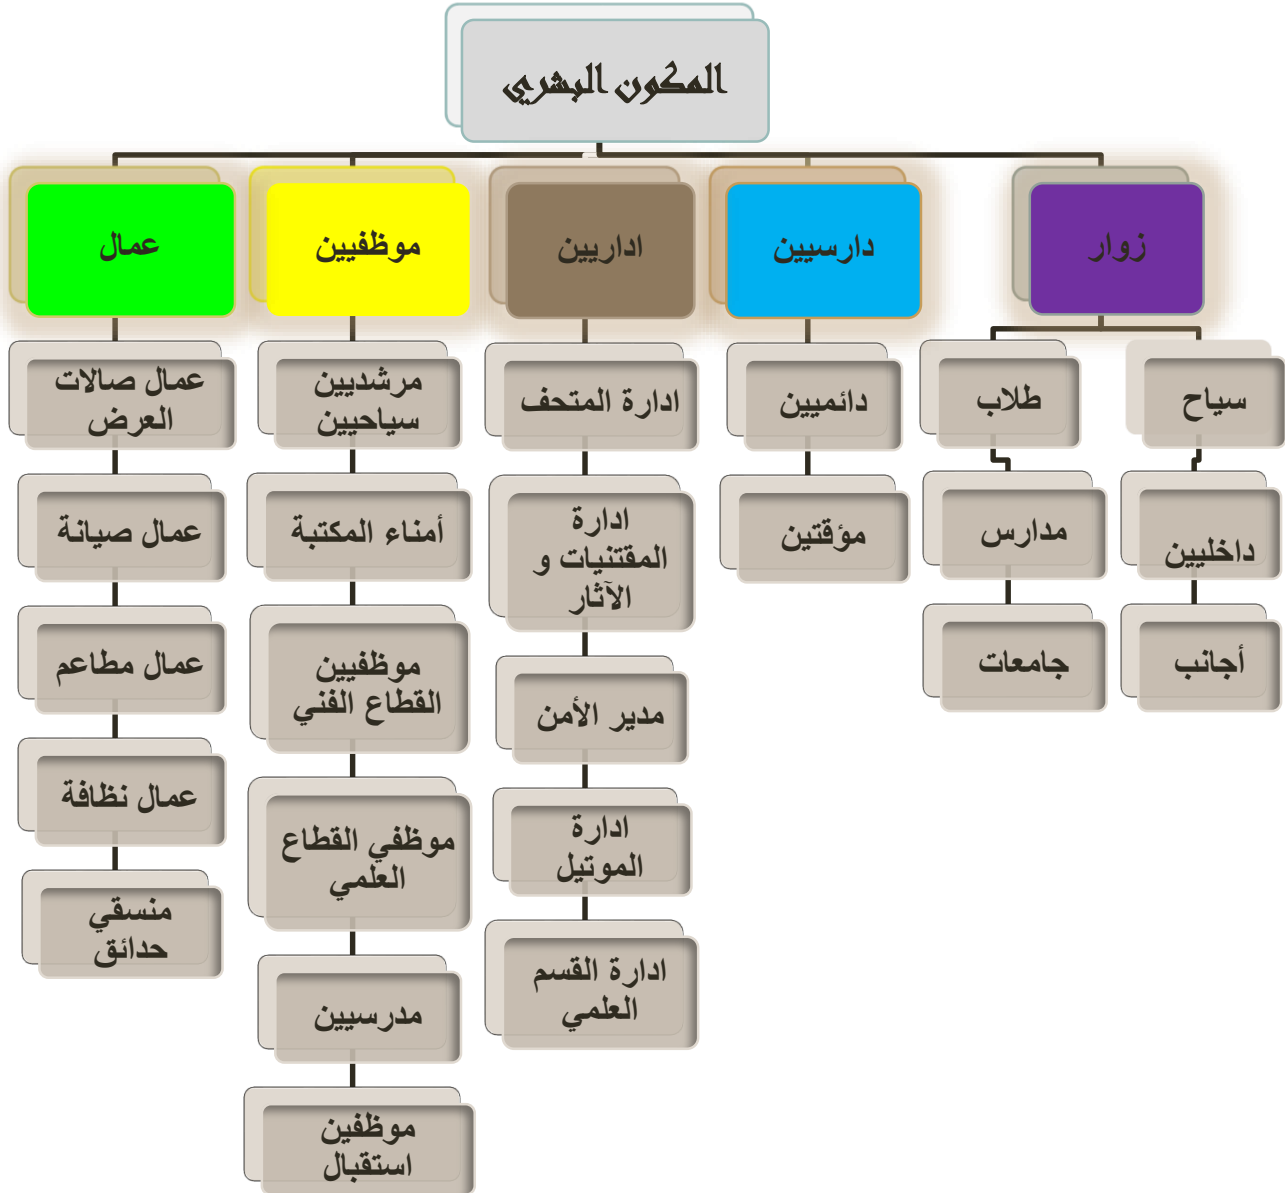 المكون البشري
زوار
دارسيين
اداريين
موظفيين
عمال
سياح
داخليين
أجانب
طلاب
مدارس
جامعات
دائميين
مؤقتين
ادارة المتحف
ادارة
المقتنيات و
الآثار
مدير الأمن
ادارة
الموتيل
ادارة القسم
العلمي
مرشديين
سياحيين
أمناء المكتبة
موظفيين
القطاع الفني
موظفي القطاع
العلمي
مدرسيين
موظفين
استقبال
عمال صالات
العرض
عمال صيانة
عمال مطاعم
عمال نظافة
منسقي
حدائق